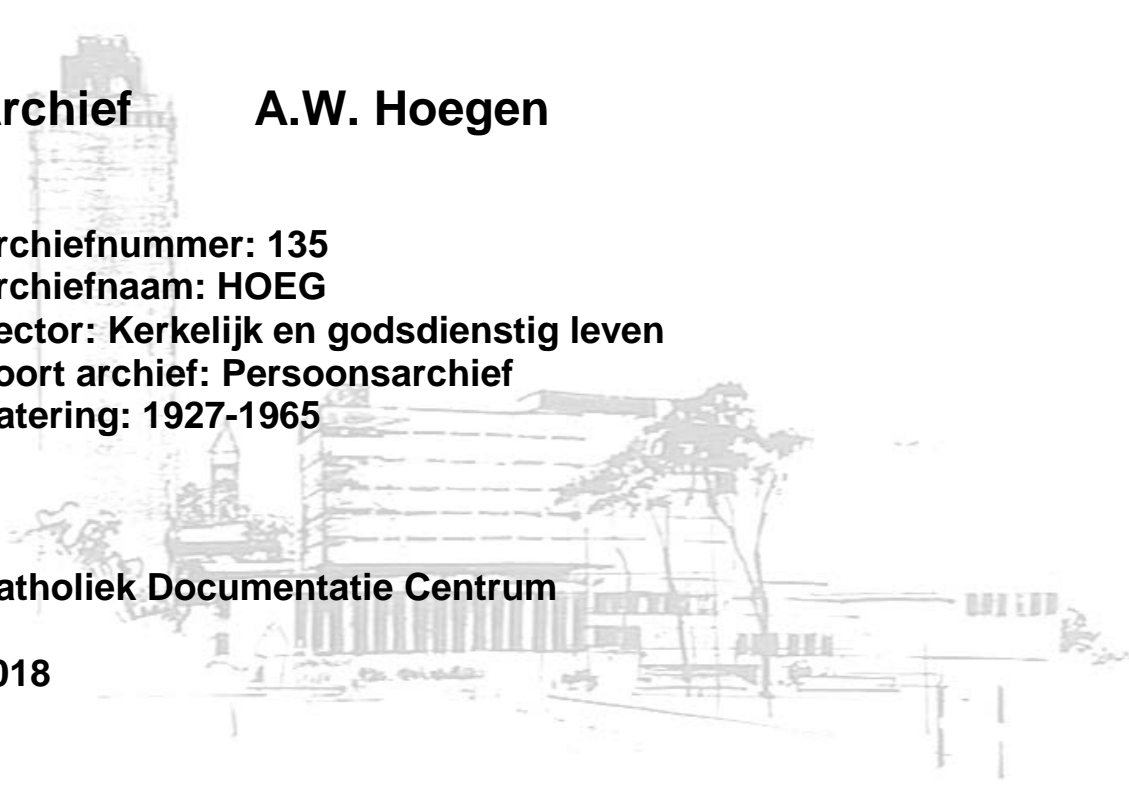 rchief A.W. Hoegen
rchiefnummer: 135
rchiefnaam: HOEG
ector: Kerkelijk en godsdienstig leven
oort archief: Persoonsarchief
atering: 1927-1965
atholiek Documentatie Centrum
018